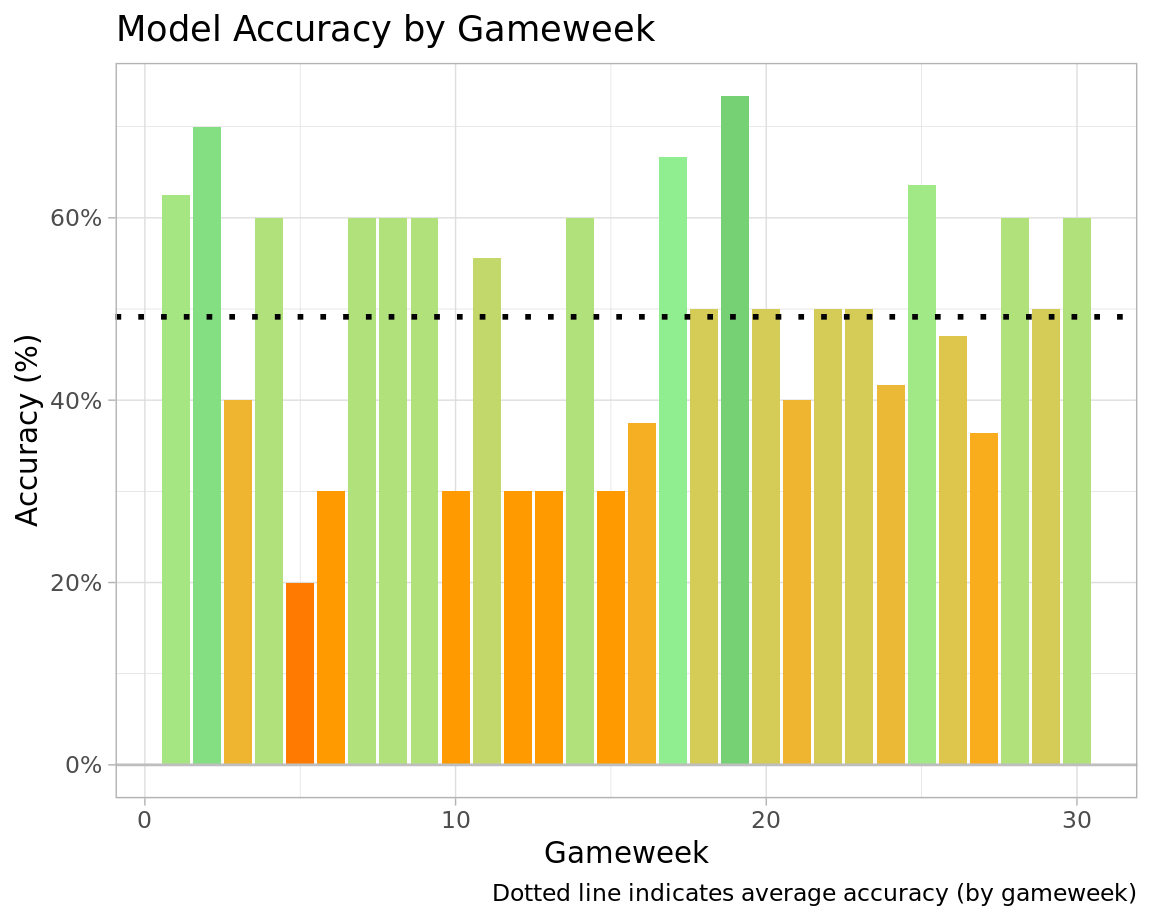 Model Accuracy by Gameweek
Accuracy (%)
60%
40%
20%
0%
0 10 20 30
Gameweek
Dotted line indicates average accuracy (by gameweek)